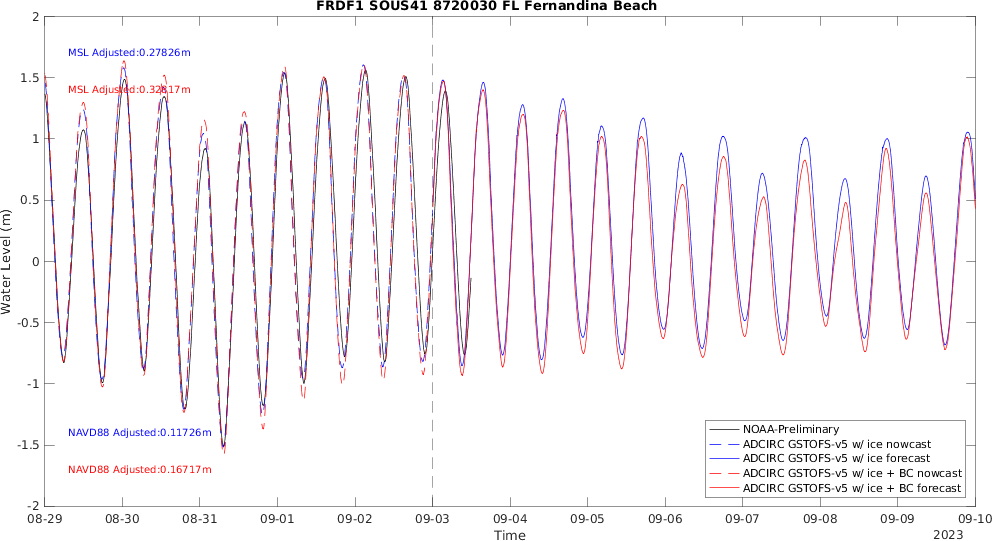 FRDF1 SOUS41 8720030 FL Fernandina Beach
2
1.5
1
0.5
0
-0.5
-1
-1.5
-2
Water Level (m)
MSL Adjusted:0.27826m
MSL Adjusted:0.32817m
NAVD88 Adjusted:0.11726m
NAVD88 Adjusted:0.16717m
NOAA-Preliminary
ADCIRC GSTOFS-v5 w/ ice nowcast
ADCIRC GSTOFS-v5 w/ ice forecast
ADCIRC GSTOFS-v5 w/ ice + BC nowcast
ADCIRC GSTOFS-v5 w/ ice + BC forecast
08-29 08-30 08-31 09-01 09-02 09-03 09-04 09-05 09-06 09-07 09-08 09-09 09-10
Time
2023